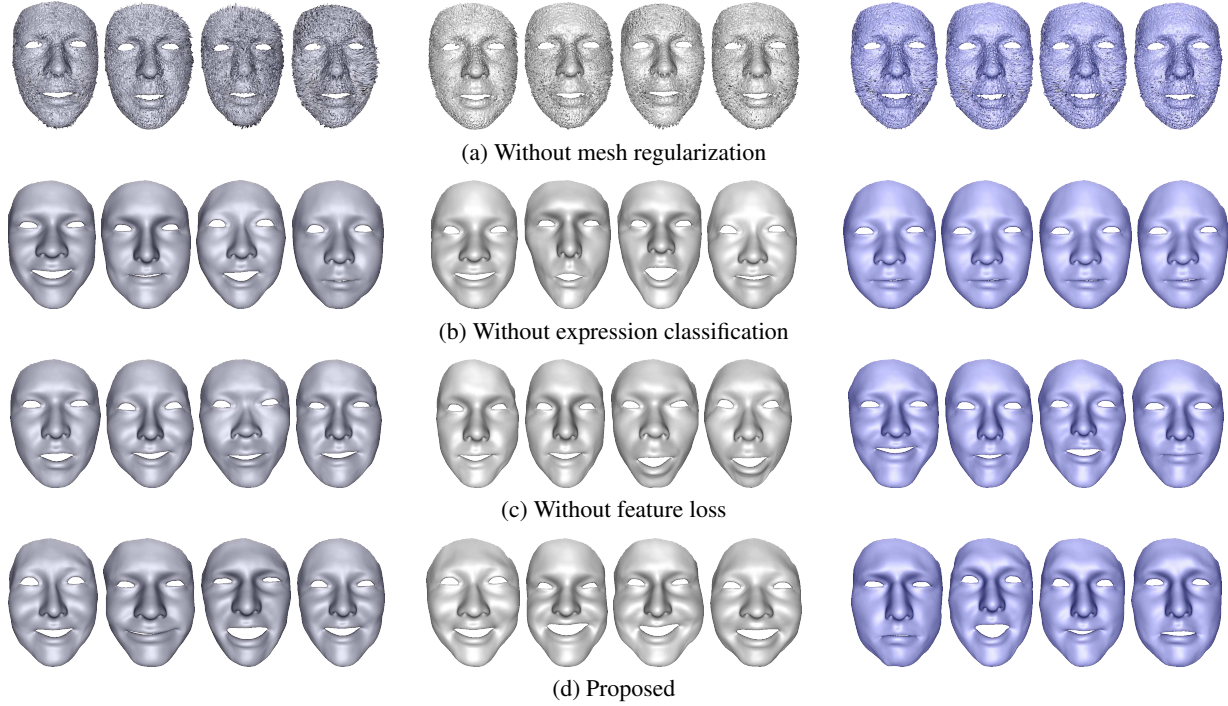 (a) Without mesh regularization
(b) Without expression classification
(c) Without feature loss
(d) Proposed